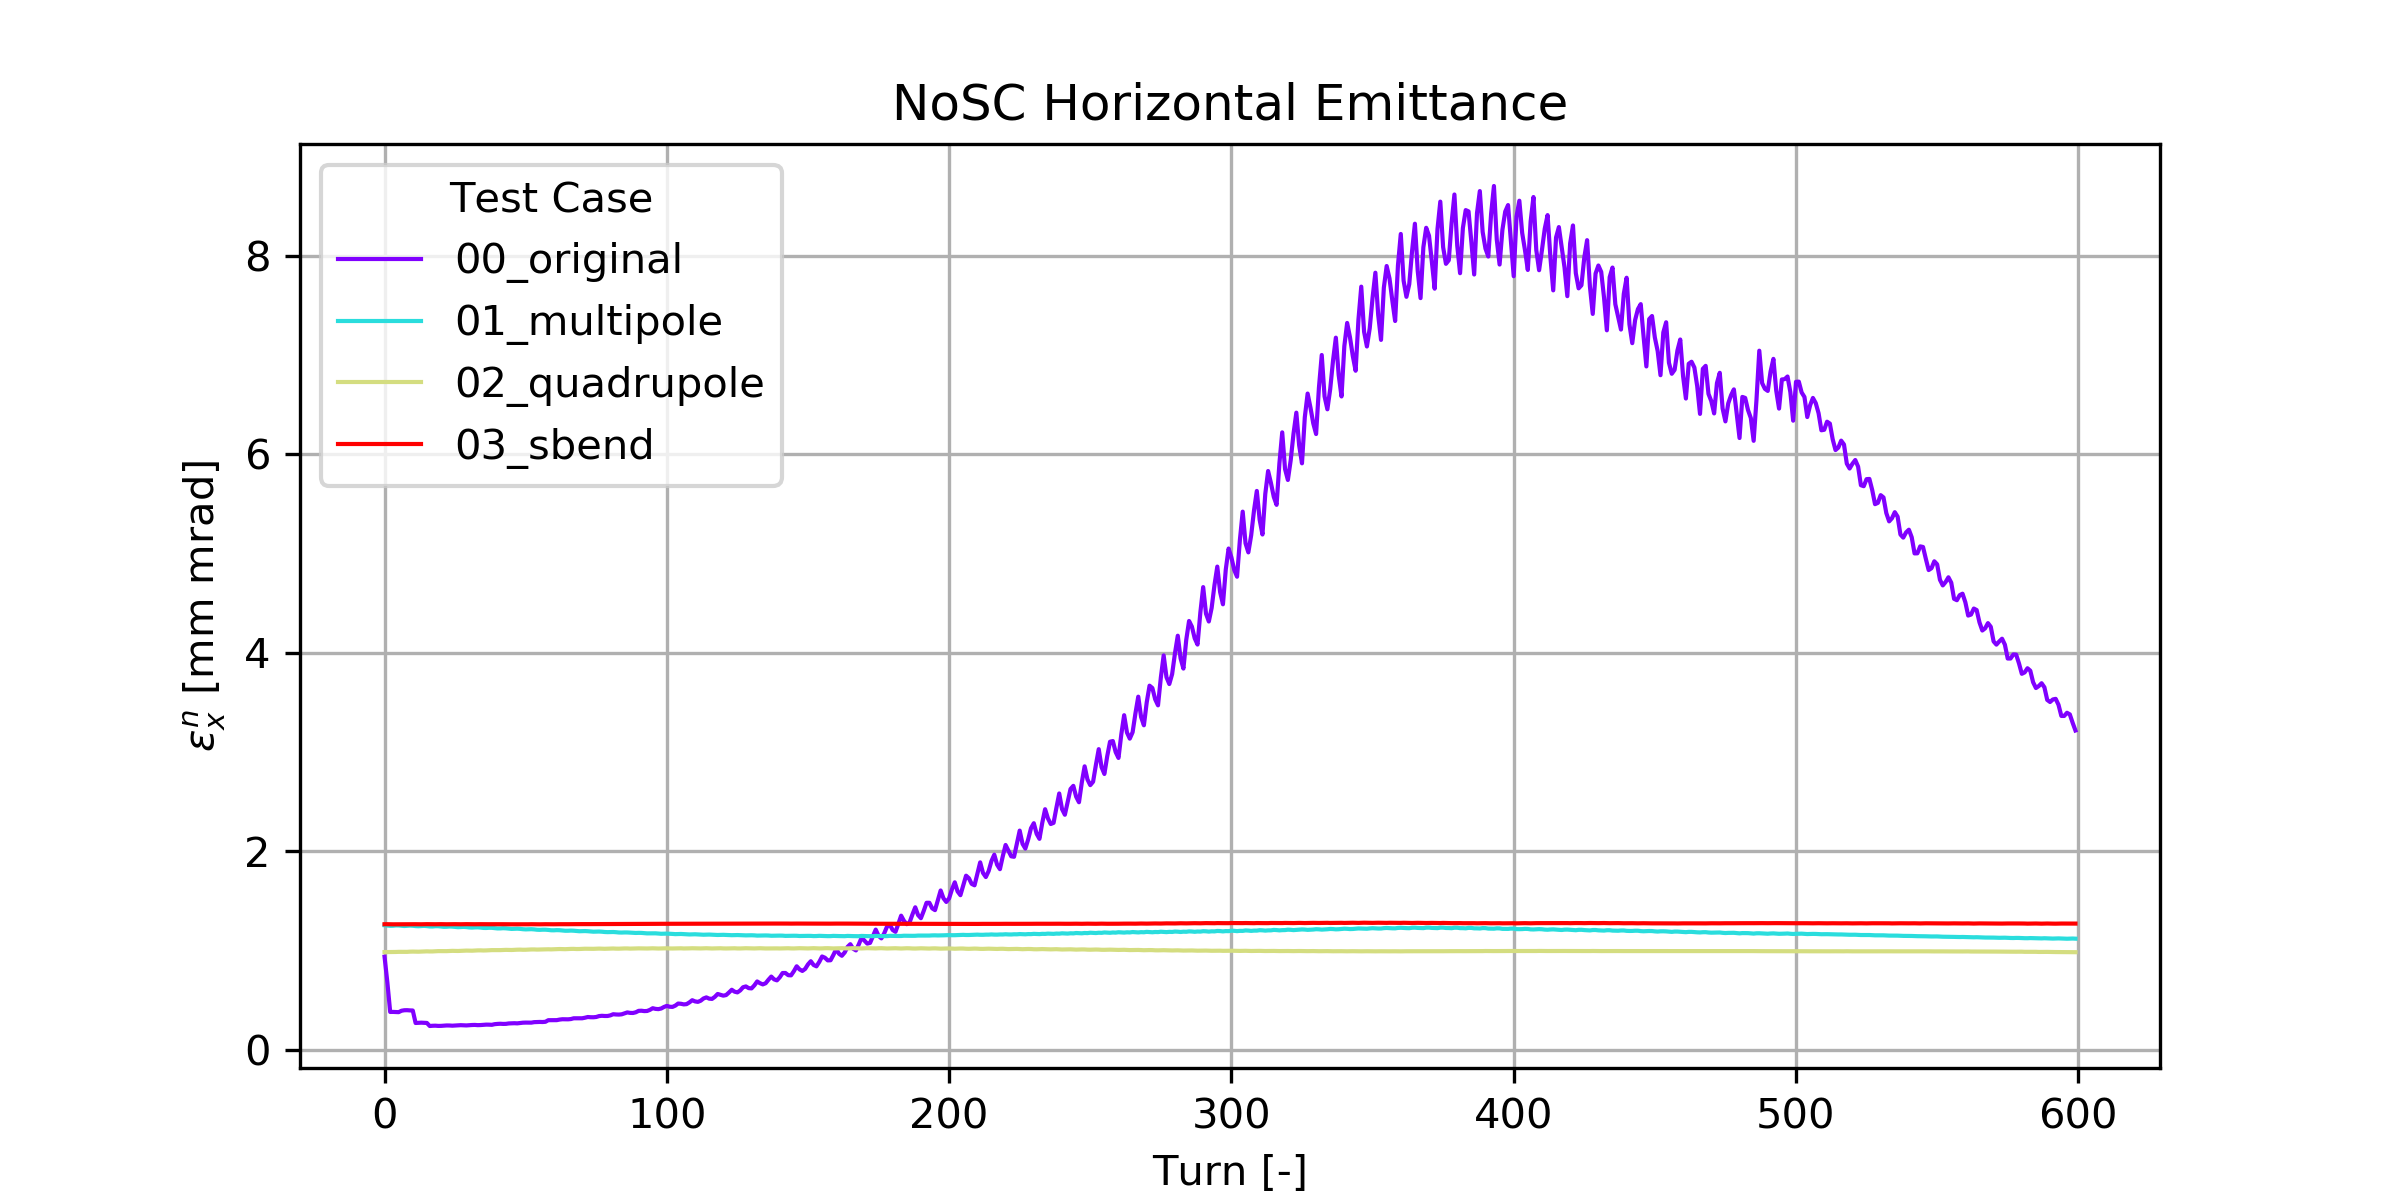 NoSC Horizontal Emittance
Test Case
00_original
01_multipole
02_quadrupole
03_sbend
8
6
4
2
0
ε_x^n [mm mrad]
0 100 200 300 400 500 600
Turn [-]